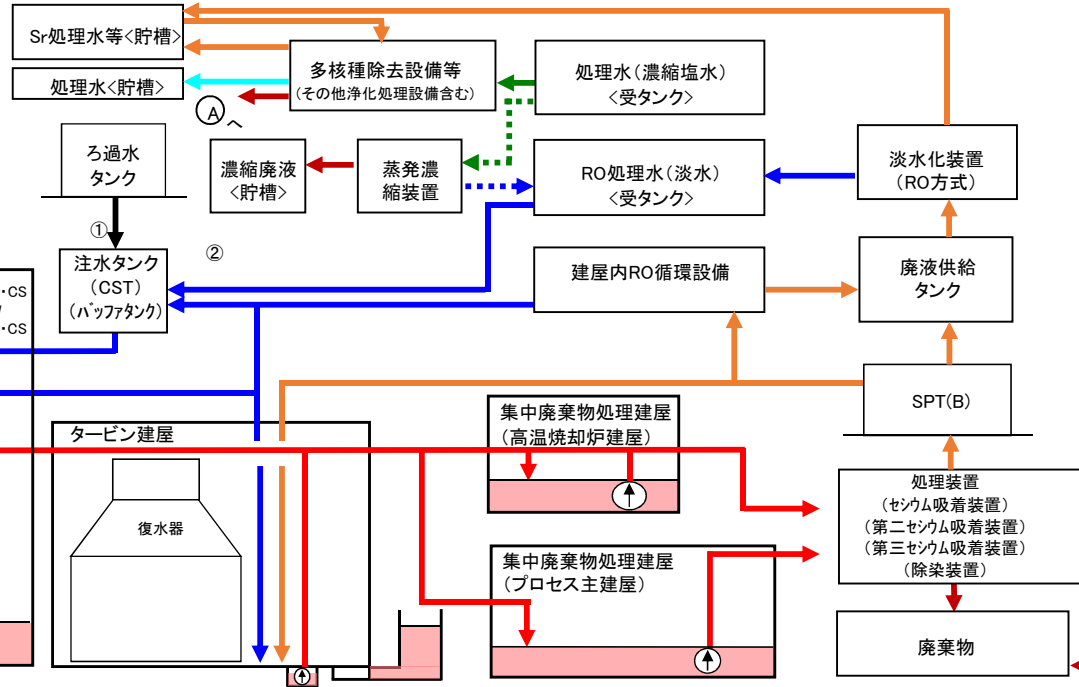 Sr処理水等<貯槽>
処理水<貯槽>
多核種除去設備等
(その他浄化処理設備含む)
Aへ
処理水(濃縮塩水)
<受タンク>
ろ過水
タンク
濃縮廃液
<貯槽>
蒸発濃
縮装置
RO処理水(淡水)
<受タンク>
淡水化装置
(RO方式)
①
②
注水タンク
(CST)
(バッファタンク)
建屋内RO循環設備
廃液供給
タンク
・CS
・CS
SPT(B)
タービン建屋
復水器
集中廃棄物処理建屋
(高温焼却炉建屋)
処理装置
(セシウム吸着装置)
(第二セシウム吸着装置)
(第三セシウム吸着装置)
(除染装置)
集中廃棄物処理建屋
(プロセス主建屋)
廃棄物